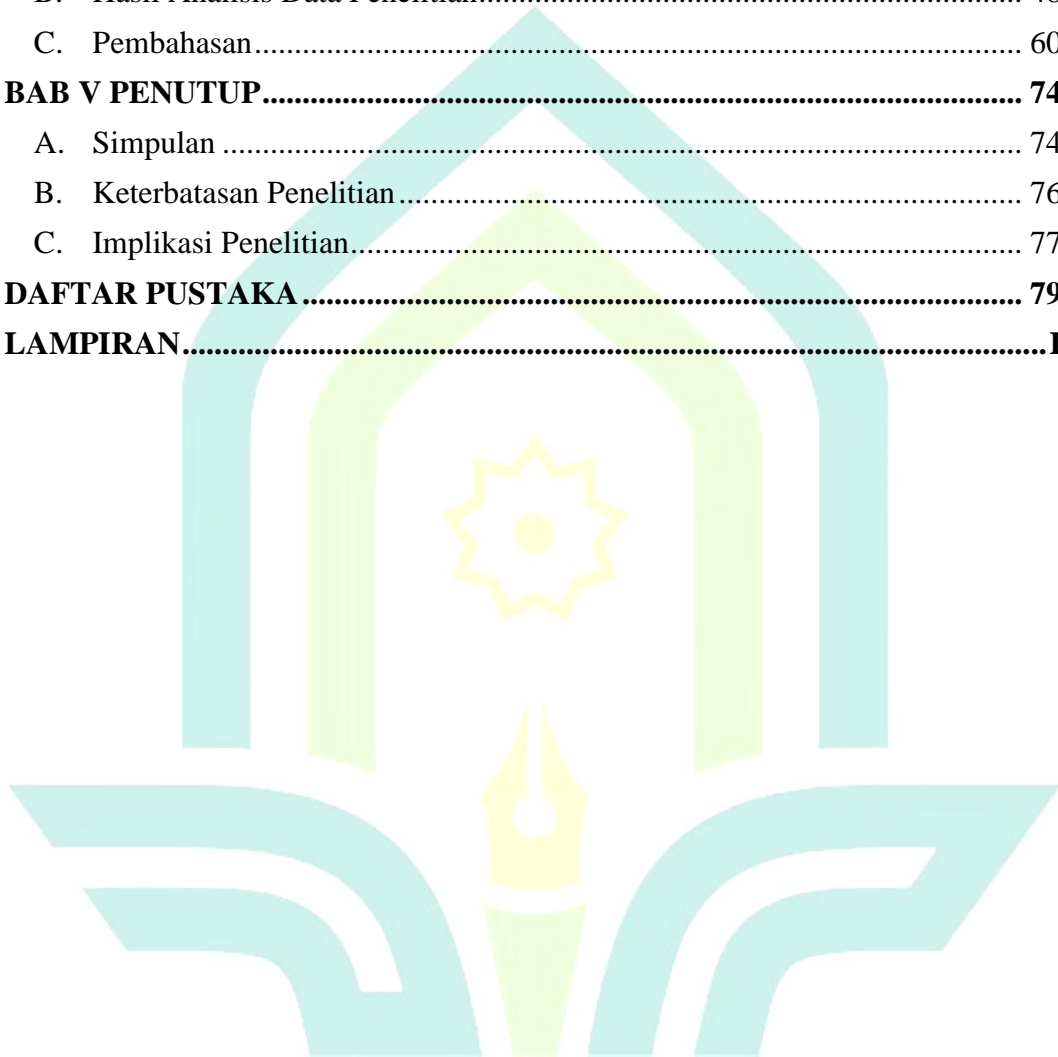 C. Pembahasan........................................................................................................ 60
BAB V PENUTUP................................................................................................ 74
A. Simpulan ........................................................................................................ 74
B. Keterbatasan Penelitian.................................................................................. 76
C. Implikasi Penelitian........................................................................................ 77
DAFTAR PUSTAKA............................................................................................ 79
LAMPIRAN............................................................................................................I